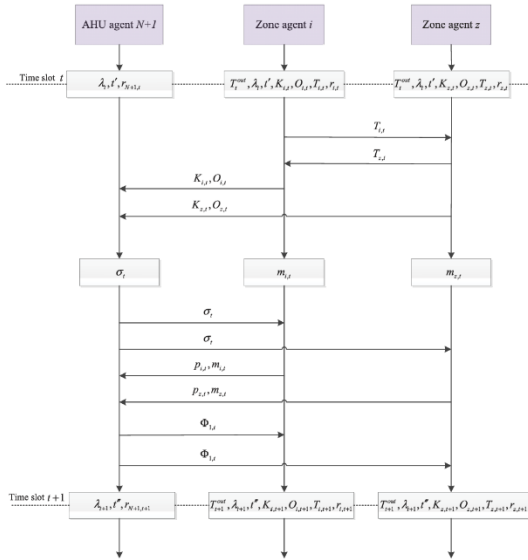 AHU agent N+1 Zone agent i Zone agent z
Time slot t
λ_t, t′, r_{N+1,t} T_t^{out}, λ_t, t′, K_{i,t}, O_{i,t}, T_{i,t}, r_{i,t} T_t^{out}, λ_t, t′, K_{z,t}, O_{z,t}, T_{z,t}, r_{z,t}
T_{i,t}
T_{z,t}
K_{i,t}, O_{i,t}
K_{z,t}, O_{z,t}
σ_t m_{i,t} m_{z,t}
σ_t
σ_t
p_{i,t}, m_{i,t}
p_{z,t}, m_{z,t}
Φ_{1,t}
Φ_{1,t}
Time slot t+1
λ_{t+1}, t″, r_{N+1,t+1} T_{t+1}^{out}, λ_{t+1}, t″, K_{i,t+1}, O_{i,t+1}, T_{i,t+1}, r_{i,t+1} T_{t+1}^{out}, λ_{t+1}, t″, K_{z,t+1}, O_{z,t+1}, T_{z,t+1}, r_{z,t+1}